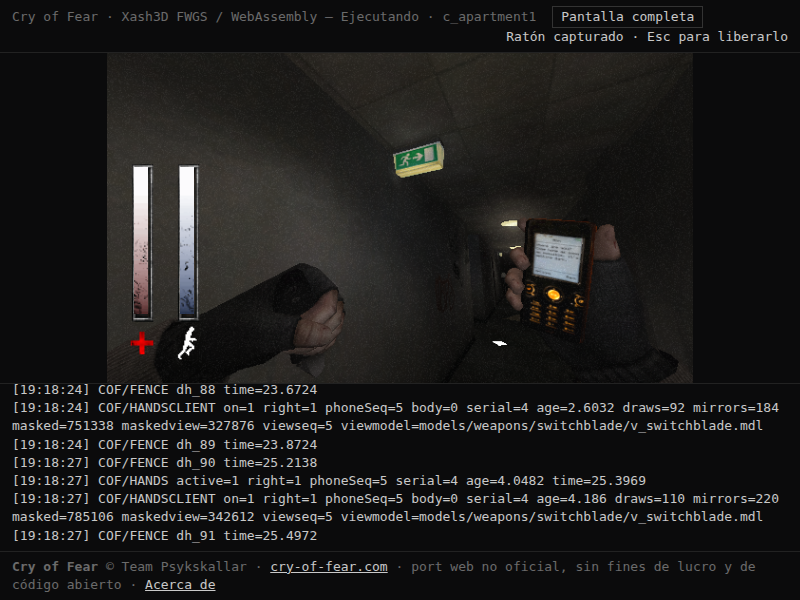 Cry of Fear · Xash3D FWGS / WebAssembly — Ejecutando · c_apartment1
Pantalla completa
Ratón capturado · Esc para liberarlo
[19:18:24] COF/FENCE dh_88 time=23.6724
[19:18:24] COF/HANDSCLIENT on=1 right=1 phoneSeq=5 body=0 serial=4 age=2.6032 draws=92 mirrors=184
masked=751338 maskedview=327876 viewseq=5 viewmodel=models/weapons/switchblade/v_switchblade.mdl
[19:18:24] COF/FENCE dh_89 time=23.8724
[19:18:27] COF/FENCE dh_90 time=25.2138
[19:18:27] COF/HANDS active=1 right=1 phoneSeq=5 serial=4 age=4.0482 time=25.3969
[19:18:27] COF/HANDSCLIENT on=1 right=1 phoneSeq=5 body=0 serial=4 age=4.186 draws=110 mirrors=220
masked=785106 maskedview=342612 viewseq=5 viewmodel=models/weapons/switchblade/v_switchblade.mdl
[19:18:27] COF/FENCE dh_91 time=25.4972
Cry of Fear © Team Psykskallar · cry-of-fear.com · port web no oficial, sin fines de lucro y de
código abierto · Acerca de